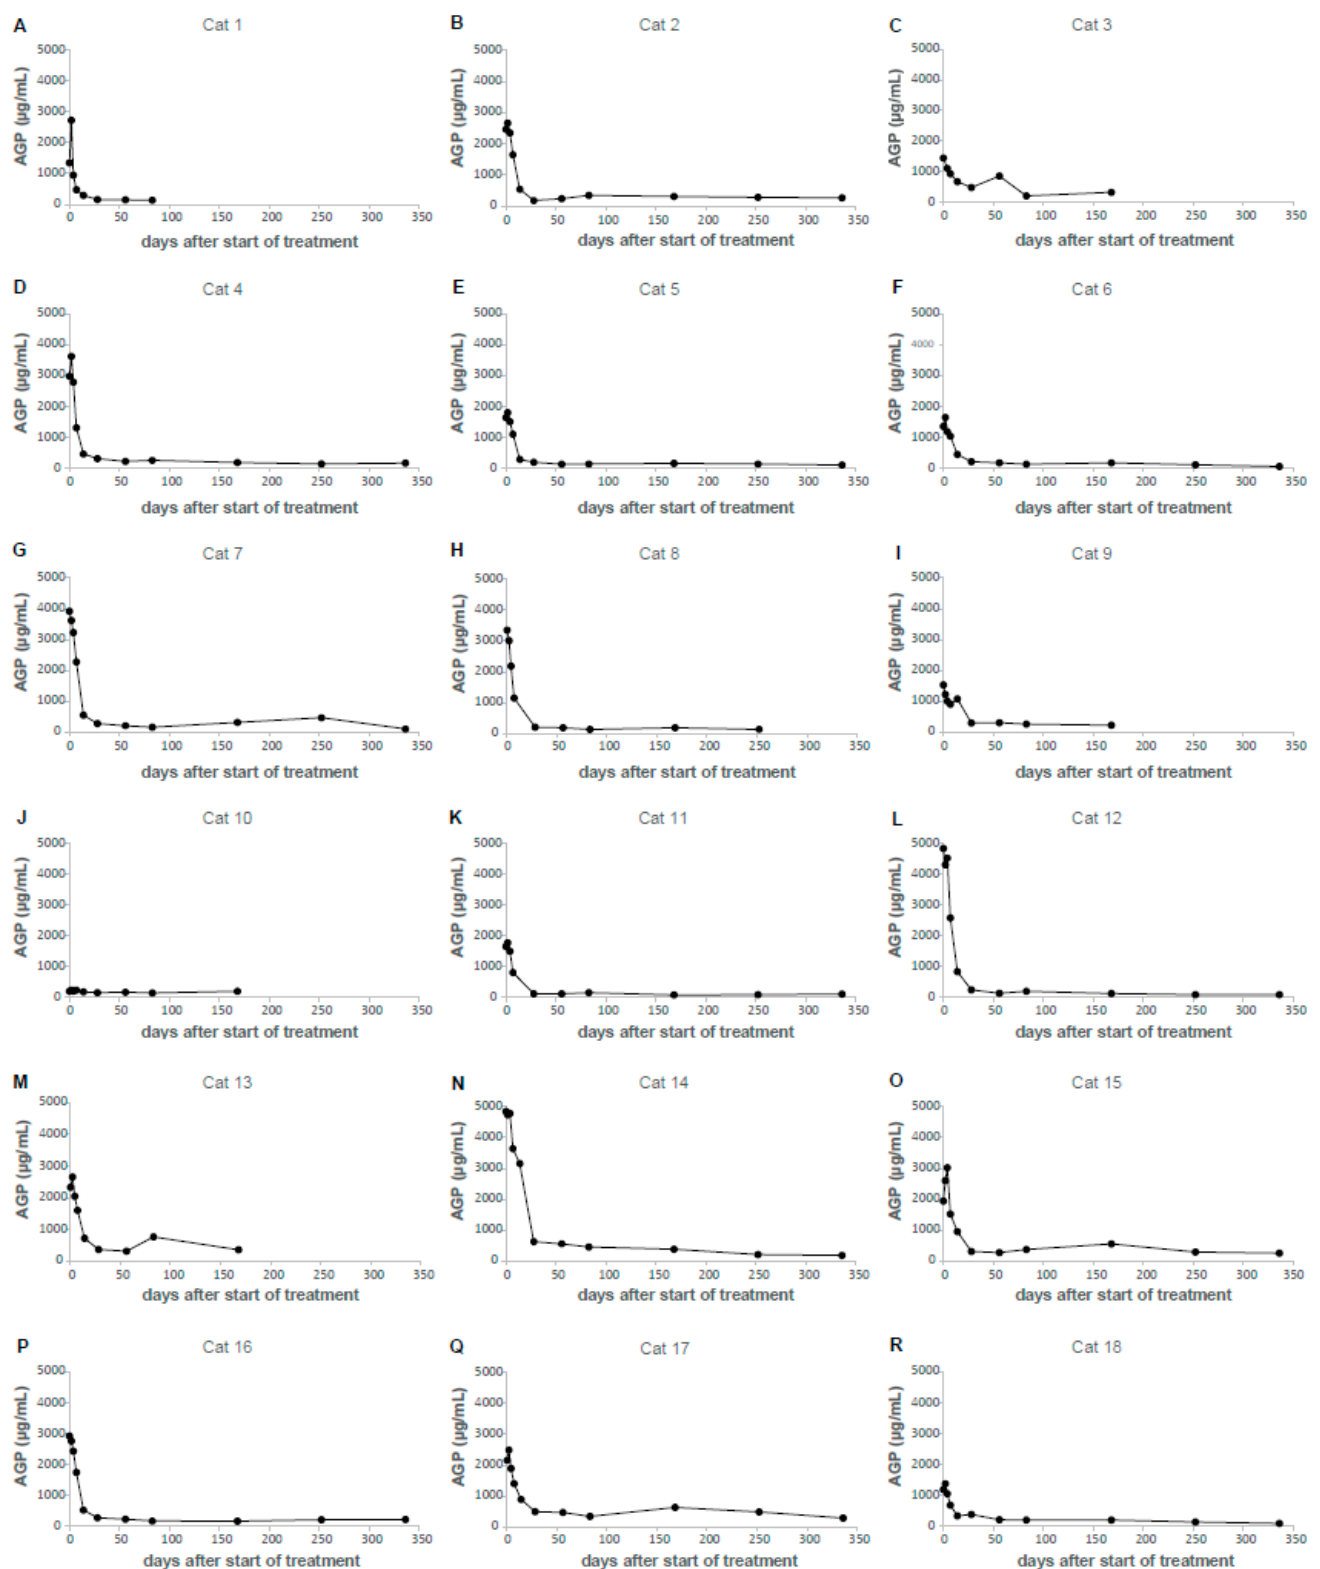 A Cat 1
5000
4000
3000
2000
1000
0
AGP (µg/mL)
0 50 100 150 200 250 300 350
days after start of treatment
B Cat 2
5000
4000
3000
2000
1000
0
AGP (µg/mL)
0 50 100 150 200 250 300 350
days after start of treatment
C Cat 3
5000
4000
3000
2000
1000
0
AGP (µg/mL)
0 50 100 150 200 250 300 350
days after start of treatment
D Cat 4
5000
4000
3000
2000
1000
0
AGP (µg/mL)
0 50 100 150 200 250 300 350
days after start of treatment
E Cat 5
5000
4000
3000
2000
1000
0
AGP (µg/mL)
0 50 100 150 200 250 300 350
days after start of treatment
F Cat 6
5000
4000
3000
2000
1000
0
AGP (µg/mL)
0 50 100 150 200 250 300 350
days after start of treatment
G Cat 7
5000
4000
3000
2000
1000
0
AGP (µg/mL)
0 50 100 150 200 250 300 350
days after start of treatment
H Cat 8
5000
4000
3000
2000
1000
0
AGP (µg/mL)
0 50 100 150 200 250 300 350
days after start of treatment
I Cat 9
5000
4000
3000
2000
1000
0
AGP (µg/mL)
0 50 100 150 200 250 300 350
days after start of treatment
J Cat 10
5000
4000
3000
2000
1000
0
AGP (µg/mL)
0 50 100 150 200 250 300 350
days after start of treatment
K Cat 11
5000
4000
3000
2000
1000
0
AGP (µg/mL)
0 50 100 150 200 250 300 350
days after start of treatment
L Cat 12
5000
4000
3000
2000
1000
0
AGP (µg/mL)
0 50 100 150 200 250 300 350
days after start of treatment
M Cat 13
5000
4000
3000
2000
1000
0
AGP (µg/mL)
0 50 100 150 200 250 300 350
days after start of treatment
N Cat 14
5000
4000
3000
2000
1000
0
AGP (µg/mL)
0 50 100 150 200 250 300 350
days after start of treatment
O Cat 15
5000
4000
3000
2000
1000
0
AGP (µg/mL)
0 50 100 150 200 250 300 350
days after start of treatment
P Cat 16
5000
4000
3000
2000
1000
0
AGP (µg/mL)
0 50 100 150 200 250 300 350
days after start of treatment
Q Cat 17
5000
4000
3000
2000
1000
0
AGP (µg/mL)
0 50 100 150 200 250 300 350
days after start of treatment
R Cat 18
5000
4000
3000
2000
1000
0
AGP (µg/mL)
0 50 100 150 200 250 300 350
days after start of treatment